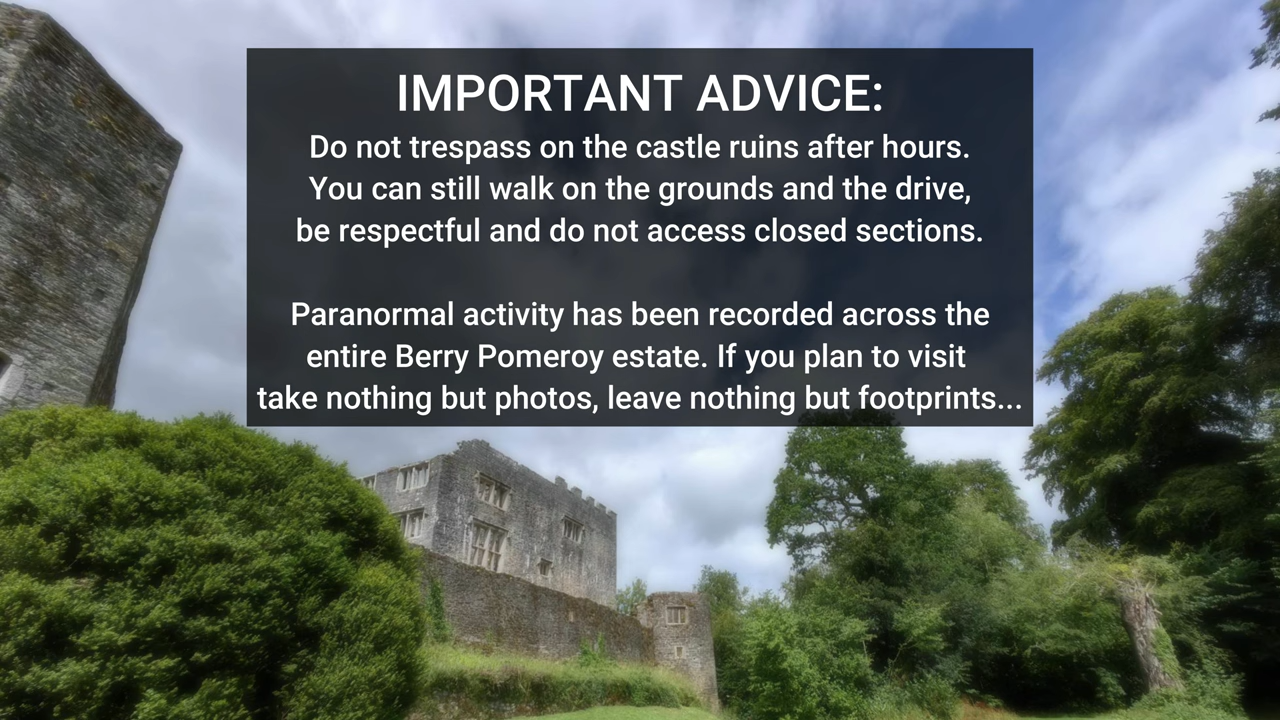 IMPORTANT ADVICE:
Do not trespass on the castle ruins after hours.
You can still walk on the grounds and the drive,
be respectful and do not access closed sections.
Paranormal activity has been recorded across the
entire Berry Pomeroy estate. If you plan to visit
take nothing but photos, leave nothing but footprints...